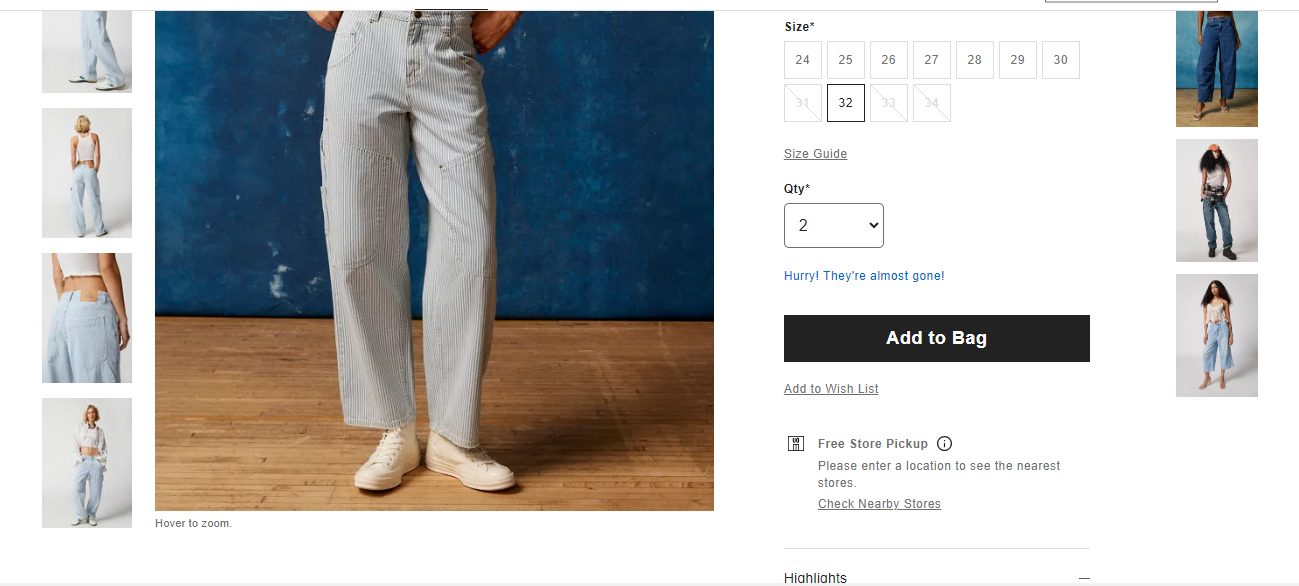 Size*
24 25 26 27 28 29 30
31 32 33 34
Size Guide
Qty*
2
Hurry! They're almost gone!
Add to Bag
Add to Wish List
Free Store Pickup
Please enter a location to see the nearest
stores.
Check Nearby Stores
Hover to zoom.
Highlights